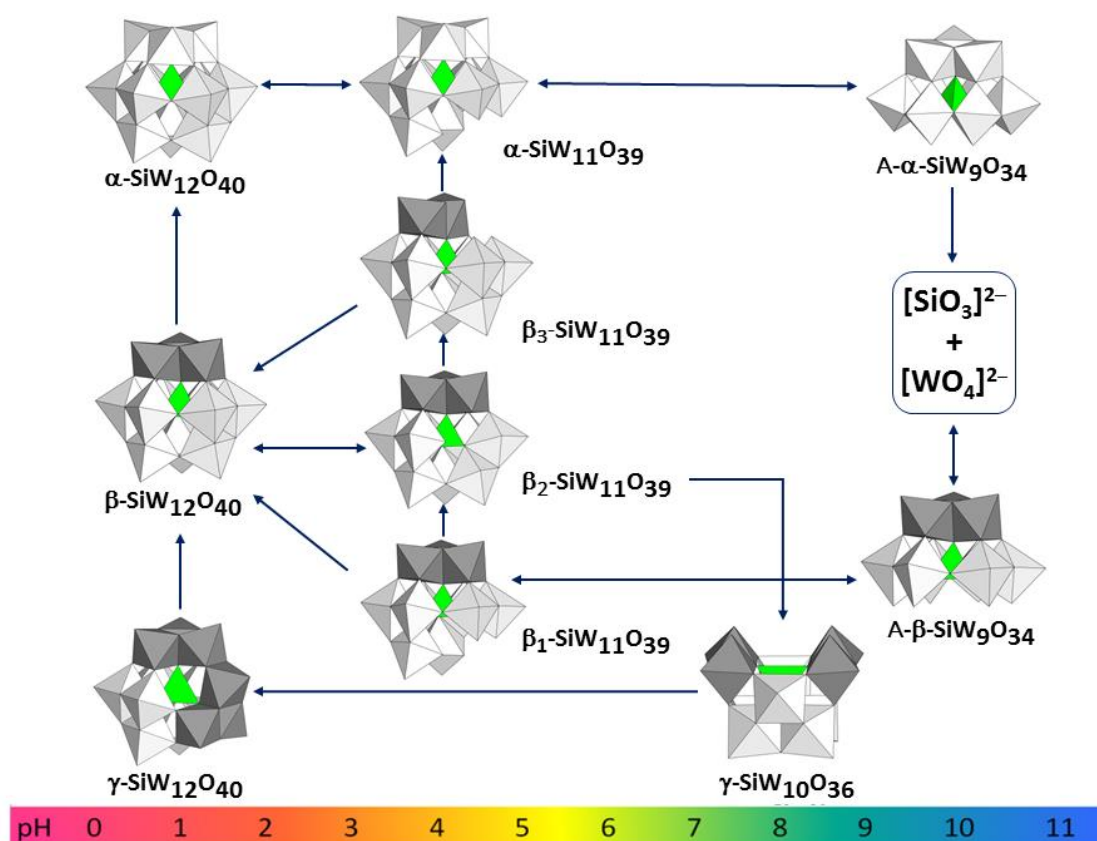 α-SiW₁₂O₄₀
α-SiW₁₁O₃₉
A-α-SiW₉O₃₄
[SiO₃]²⁻
+
[WO₄]²⁻
β₃-SiW₁₁O₃₉
β-SiW₁₂O₄₀
β₂-SiW₁₁O₃₉
β₁-SiW₁₁O₃₉
A-β-SiW₉O₃₄
γ-SiW₁₂O₄₀
γ-SiW₁₀O₃₆
pH 0 1 2 3 4 5 6 7 8 9 10 11